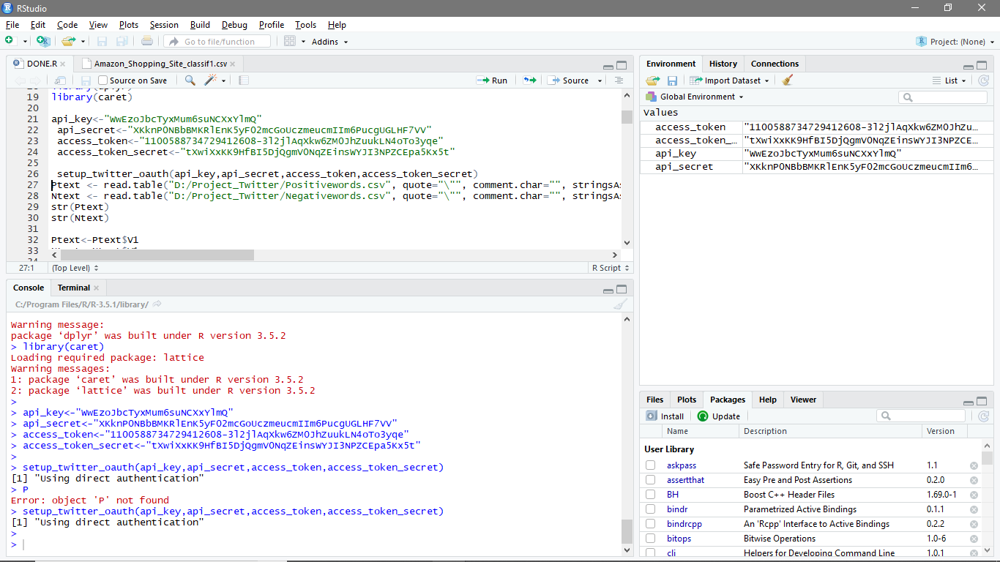 RStudio
File Edit Code View Plots Session Build Debug Profile Tools Help
Go to file/function
Addins
Project: (None)
DONE.R
Amazon_Shopping_Site_classif1.csv
Source on Save
Run
Source
19 library(caret)
20
21 api_key<-"WwEzoJbcTyxMum6suNCXxYlmQ"
22 api_secret<-"XKknP0NBbBMKRlEnK5yFO2mcGoUczmeucmIIm6PucgUGLHF7VV"
23 access_token<-"1100588734729412608-3l2jlAqXkw6ZM0JhZuukLN4oTo3yqe"
24 access_token_secret<-"tXwiXxKK9HfBI5DjQgmV0NqZEinsWYJI3NPZCEpa5Kx5t"
25
26 setup_twitter_oauth(api_key,api_secret,access_token,access_token_secret)
27 Ptext <- read.table("D:/Project_Twitter/Positivewords.csv", quote="\"", comment.char="", stringsAs
28 Ntext <- read.table("D:/Project_Twitter/Negativewords.csv", quote="\"", comment.char="", stringsAs
29 str(Ptext)
30 str(Ntext)
31
32 Ptext<-Ptext$V1
33
27:1 (Top Level) R Script
Console Terminal
C:/Program Files/R/R-3.5.1/library/
Warning message:
package ‘dplyr’ was built under R version 3.5.2
> library(caret)
Loading required package: lattice
Warning messages:
1: package ‘caret’ was built under R version 3.5.2
2: package ‘lattice’ was built under R version 3.5.2
>
> api_key<-"WwEzoJbcTyxMum6suNCXxYlmQ"
> api_secret<-"XKknP0NBbBMKRlEnK5yFO2mcGoUczmeucmIIm6PucgUGLHF7VV"
> access_token<-"1100588734729412608-3l2jlAqXkw6ZM0JhZuukLN4oTo3yqe"
> access_token_secret<-"tXwiXxKK9HfBI5DjQgmV0NqZEinsWYJI3NPZCEpa5Kx5t"
>
> setup_twitter_oauth(api_key,api_secret,access_token,access_token_secret)
[1] "Using direct authentication"
> P
Error: object 'P' not found
> setup_twitter_oauth(api_key,api_secret,access_token,access_token_secret)
[1] "Using direct authentication"
>
>
Environment History Connections
Import Dataset
List
Global Environment
Values
access_token "1100588734729412608-3l2jlAqXkw6ZM0JhZu…
access_token_… "tXwiXxKK9HfBI5DjQgmV0NqZEinsWYJI3NPZCE…
api_key "WwEzoJbcTyxMum6suNCXxYlmQ"
api_secret "XKknP0NBbBMKRlEnK5yFO2mcGoUczmeucmIIm6…
Files Plots Packages Help Viewer
Install Update
Name Description Version
User Library
askpass Safe Password Entry for R, Git, and SSH 1.1
assertthat Easy Pre and Post Assertions 0.2.0
BH Boost C++ Header Files 1.69.0-1
bindr Parametrized Active Bindings 0.1.1
bindrcpp An 'Rcpp' Interface to Active Bindings 0.2.2
bitops Bitwise Operations 1.0-6
cli Helpers for Developing Command Line 1.0.1